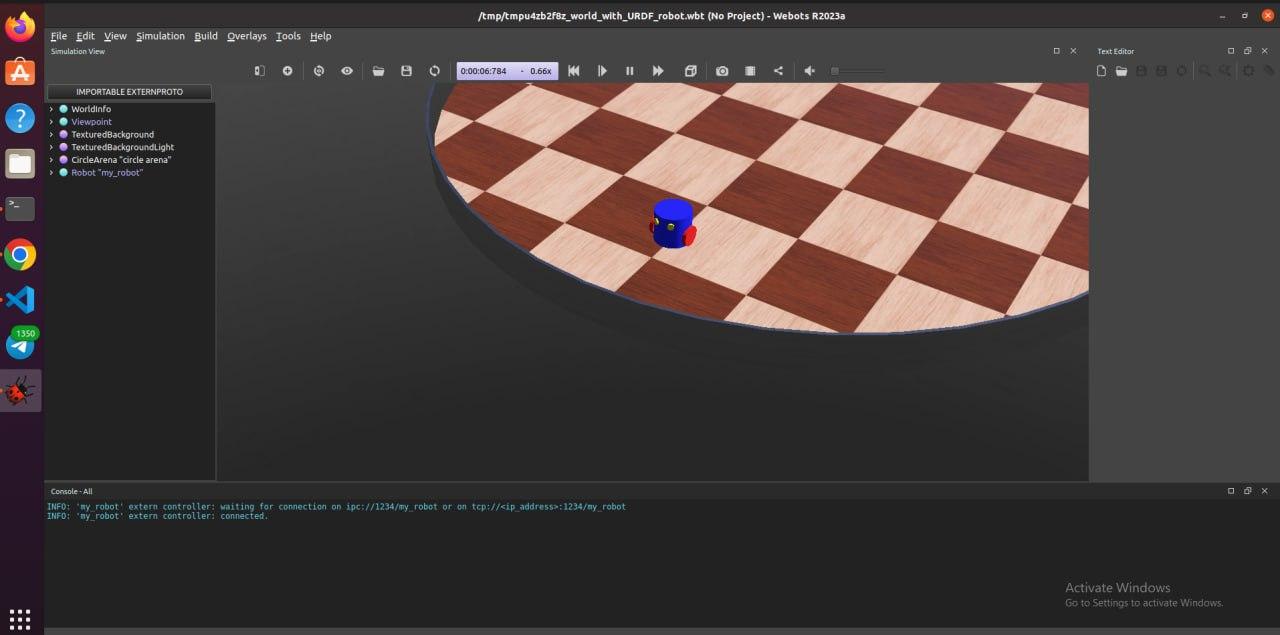 /tmp/tmpu4zb2f8z_world_with_URDF_robot.wbt (No Project) - Webots R2023a
File Edit View Simulation Build Overlays Tools Help
Simulation View
Text Editor
0:00:06:784 - 0.66x
IMPORTABLE EXTERNPROTO
WorldInfo
Viewpoint
TexturedBackground
TexturedBackgroundLight
CircleArena "circle arena"
Robot "my_robot"
1350
Console - All
INFO: 'my_robot' extern controller: waiting for connection on ipc://1234/my_robot or on tcp://<ip_address>:1234/my_robot
INFO: 'my_robot' extern controller: connected.
Activate Windows
Go to Settings to activate Windows.